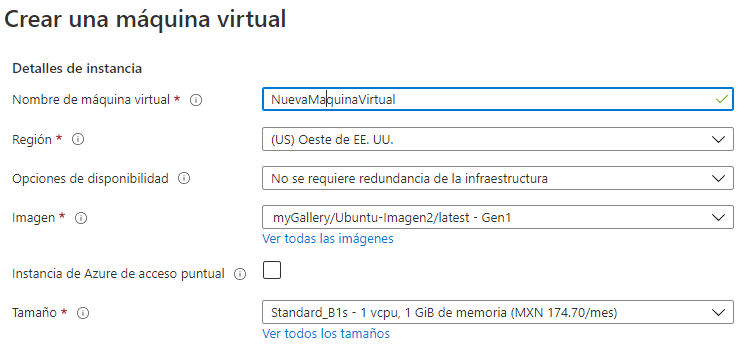 Crear una máquina virtual
Detalles de instancia
Nombre de máquina virtual * NuevaMaquinaVirtual
Región * (US) Oeste de EE. UU.
Opciones de disponibilidad No se requiere redundancia de la infraestructura
Imagen * myGallery/Ubuntu-Imagen2/latest - Gen1
Ver todas las imágenes
Instancia de Azure de acceso puntual
Tamaño * Standard_B1s - 1 vcpu, 1 GiB de memoria (MXN 174.70/mes)
Ver todos los tamaños